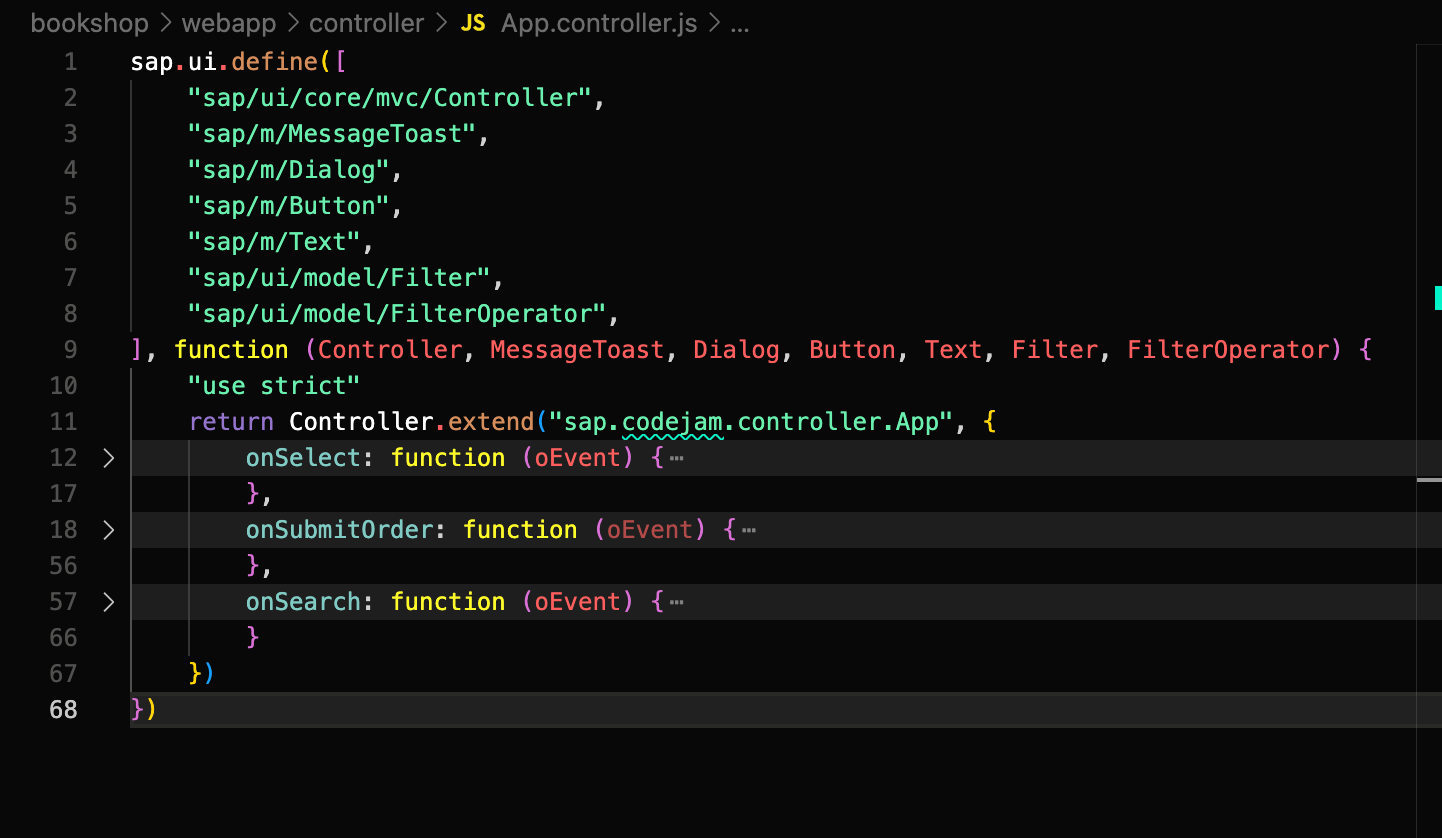 bookshop > webapp > controller > JS App.controller.js > ...
1 sap.ui.define([
2     "sap/ui/core/mvc/Controller",
3     "sap/m/MessageToast",
4     "sap/m/Dialog",
5     "sap/m/Button",
6     "sap/m/Text",
7     "sap/ui/model/Filter",
8     "sap/ui/model/FilterOperator",
9 ], function (Controller, MessageToast, Dialog, Button, Text, Filter, FilterOperator) {
10     "use strict"
11     return Controller.extend("sap.codejam.controller.App", {
12 >         onSelect: function (oEvent) {⋯
17         },
18 >         onSubmitOrder: function (oEvent) {⋯
56         },
57 >         onSearch: function (oEvent) {⋯
66         }
67     })
68 })